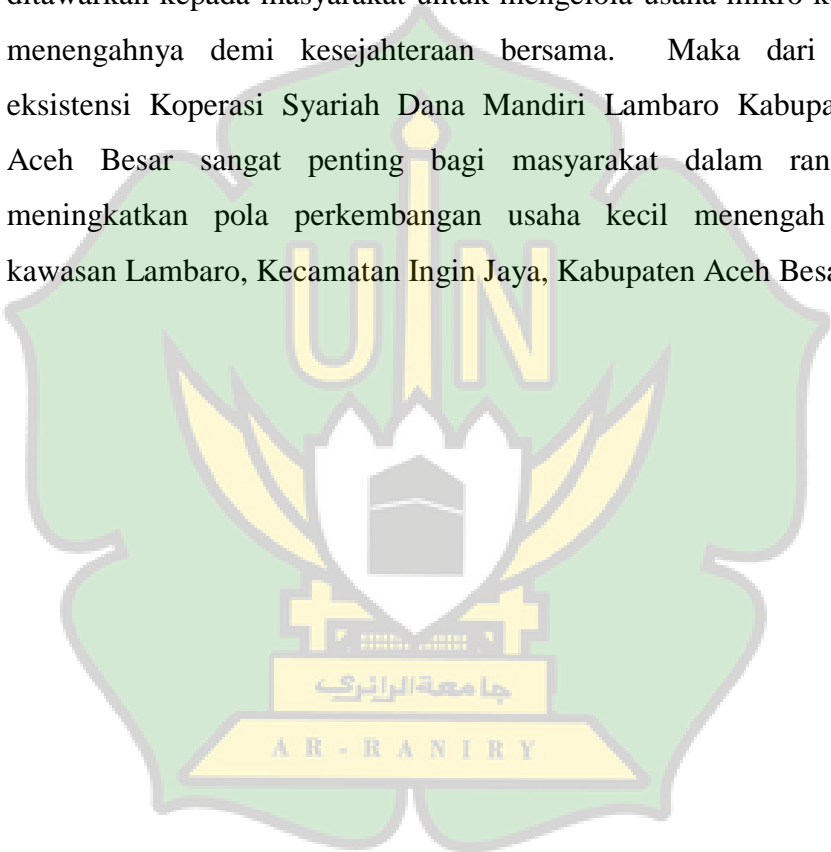 ditawarkan kepada masyarakat untuk mengelola usaha mikro
menengahnya demi kesejahteraan bersama. Maka dari
eksistensi Koperasi Syariah Dana Mandiri Lambaro
Aceh Besar sangat penting bagi masyarakat dalam
meningkatkan pola perkembangan usaha kecil menengah
kawasan Lambaro, Kecamatan Ingin Jaya, Kabupaten Aceh
UIN
جامعة الرانري
AR-RANIRY